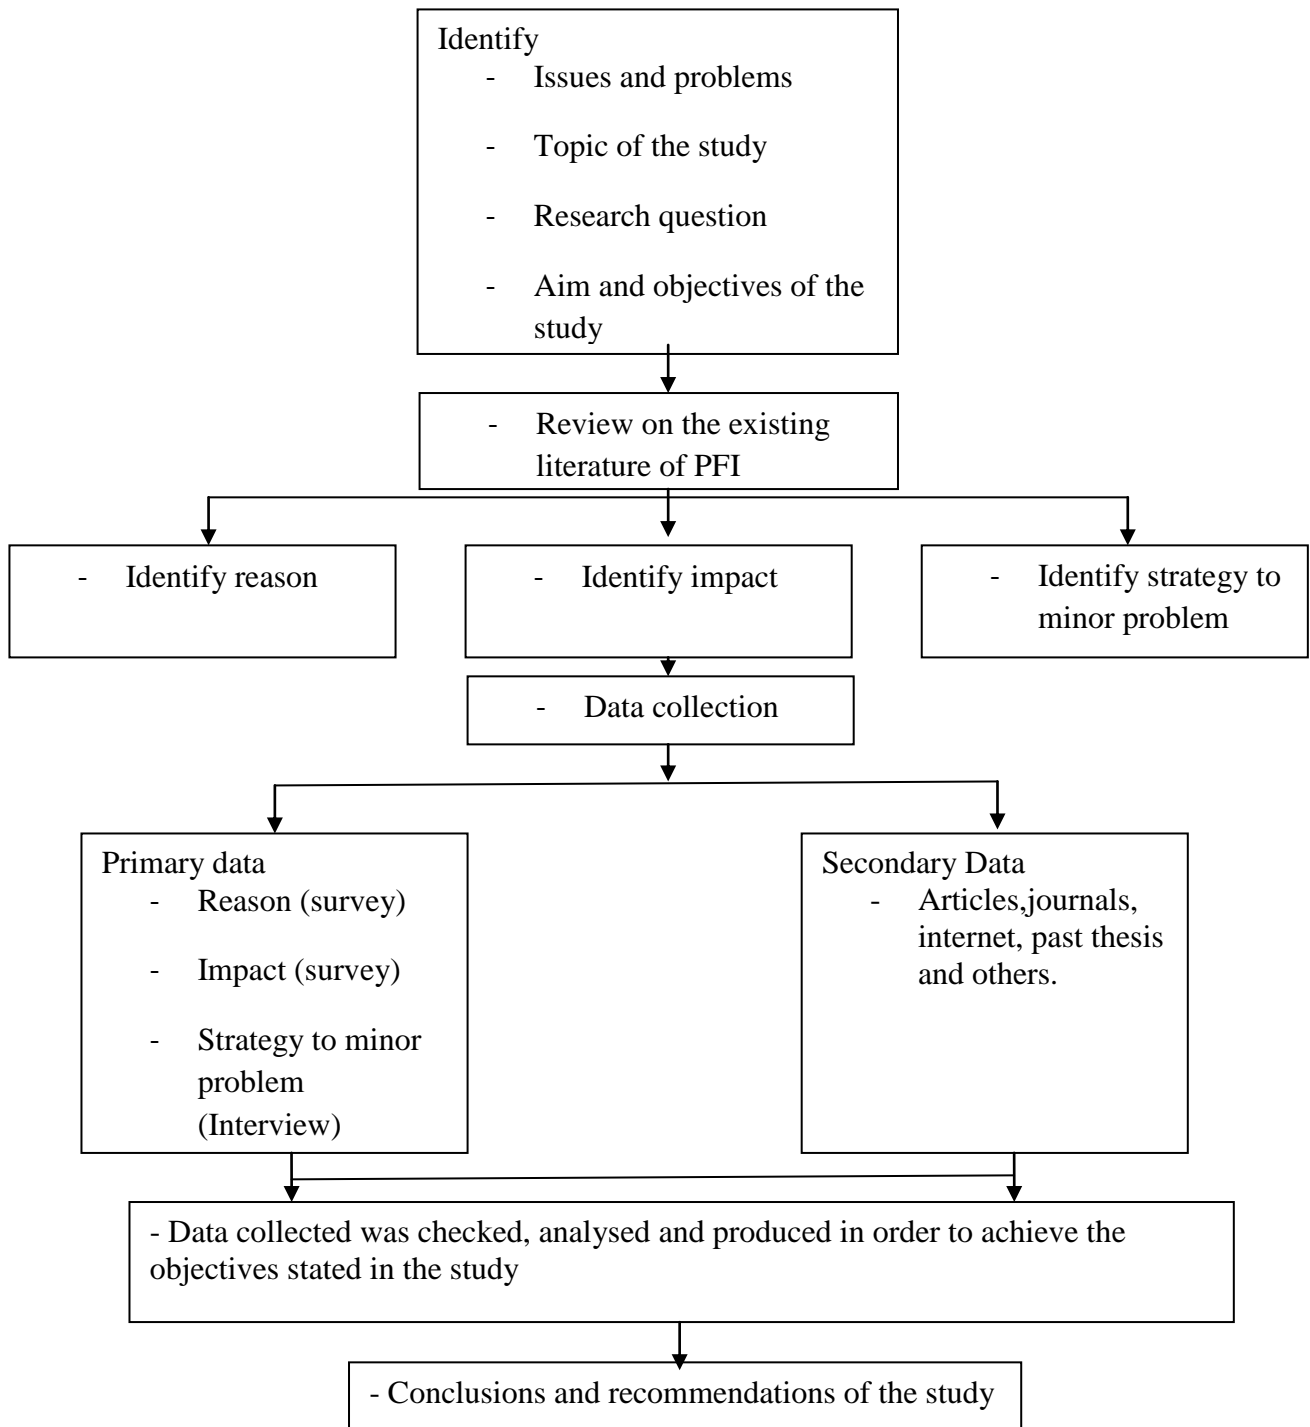 Identify
- Issues and problems
- Topic of the study
- Research question
- Aim and objectives of the
study
- Review on the existing
literature of PFI
- Identify reason
- Identify impact
- Identify strategy to
minor problem
- Data collection
Primary data
- Reason (survey)
- Impact (survey)
- Strategy to minor
problem
(Interview)
Secondary Data
- Articles,journals,
internet, past thesis
and others.
- Data collected was checked, analysed and produced in order to achieve the
objectives stated in the study
- Conclusions and recommendations of the study